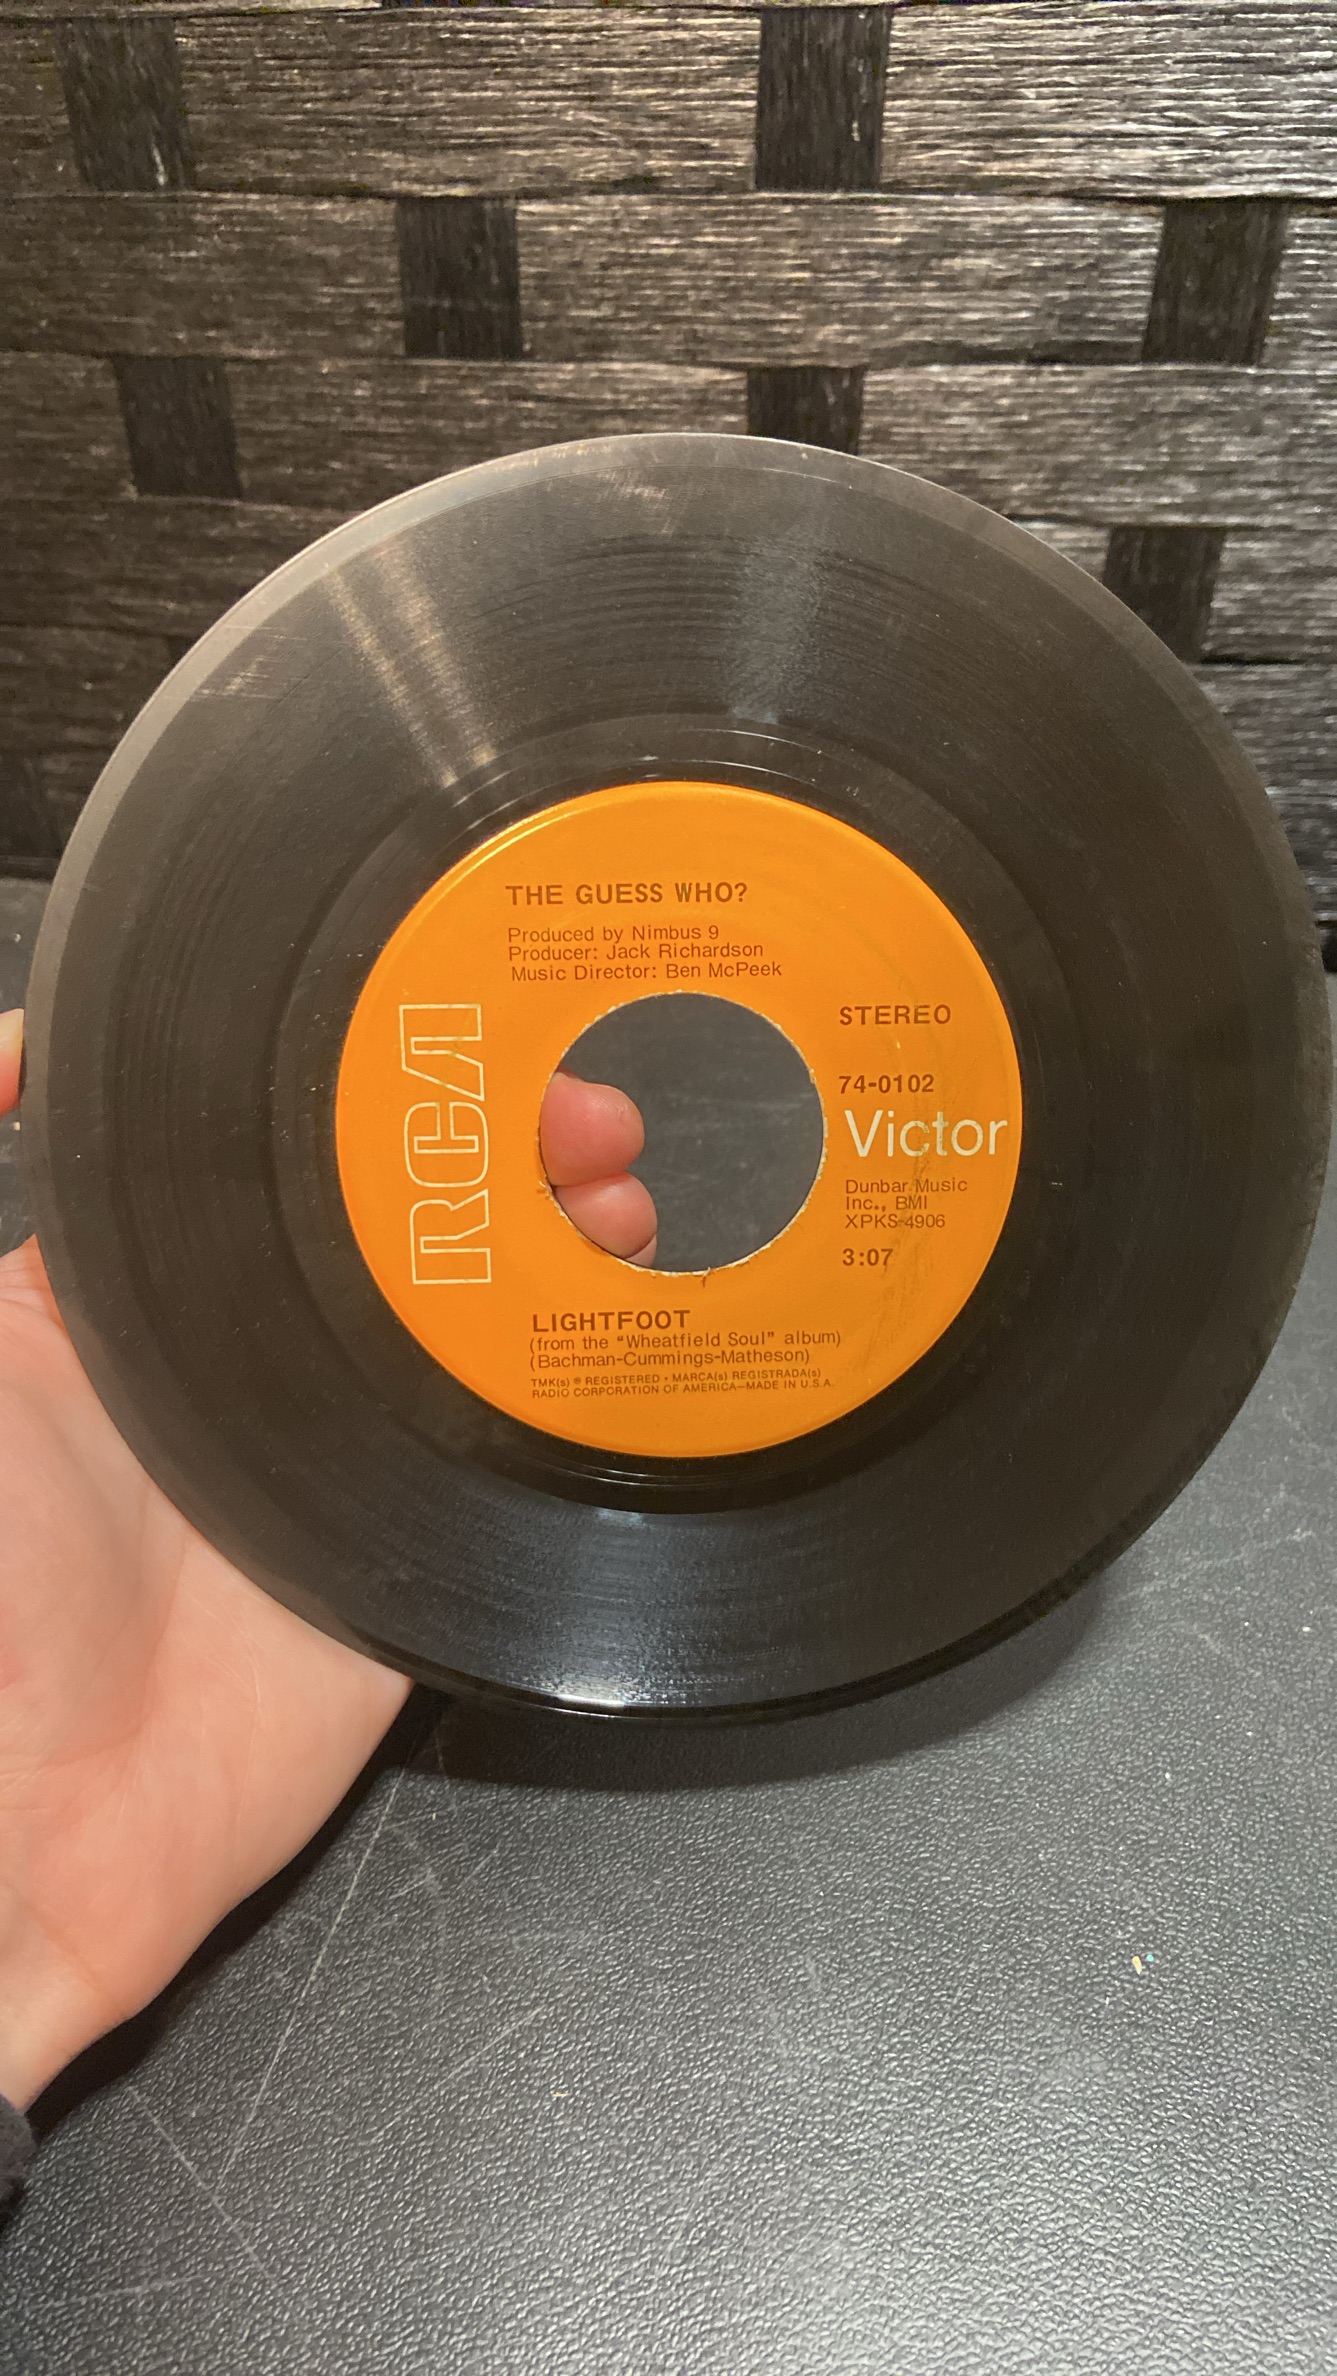 THE GUESS WHO?
Produced by Nimbus 9
Producer: Jack Richardson
Music Director: Ben McPeek
RCA
STEREO
74-0102
Victor
Dunbar Music
Inc., BMI
XPKS-4906
3:07
LIGHTFOOT
(from the "Wheatfield Soul" album)
(Bachman-Cummings-Matheson)
TMK(s) ® REGISTERED • MARCA(s) REGISTRADA(s)
RADIO CORPORATION OF AMERICA—MADE IN U.S.A.